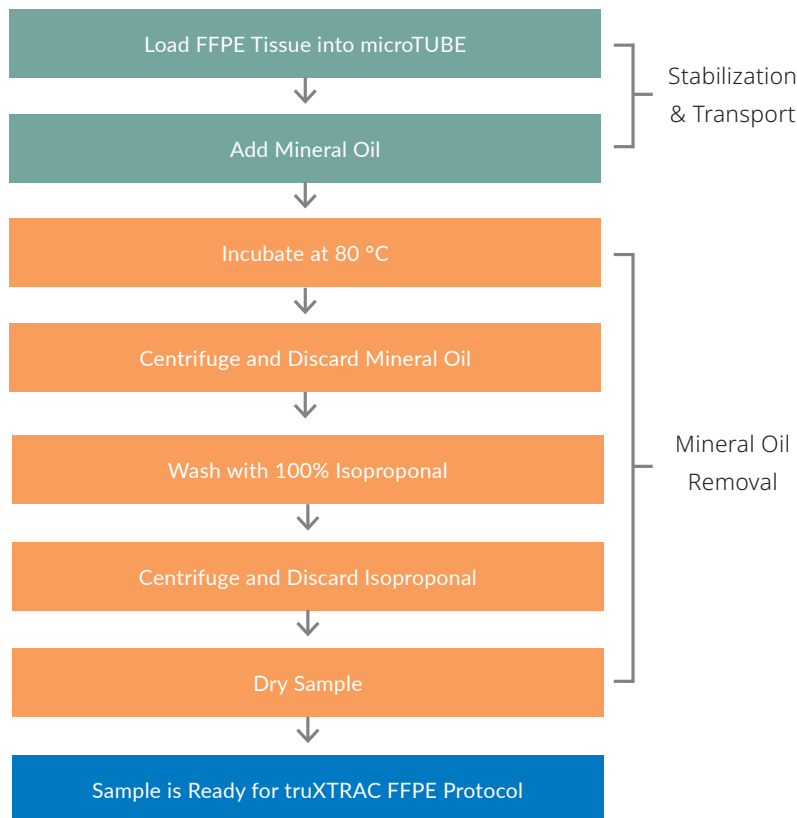 Load FFPE Tissue into microTUBE
Stabilization
& Transport
Add Mineral Oil
Incubate at 80 °C
Centrifuge and Discard Mineral Oil
Wash with 100% Isoproponal
Mineral Oil
Removal
Centrifuge and Discard Isoproponal
Dry Sample
Sample is Ready for truXTRAC FFPE Protocol